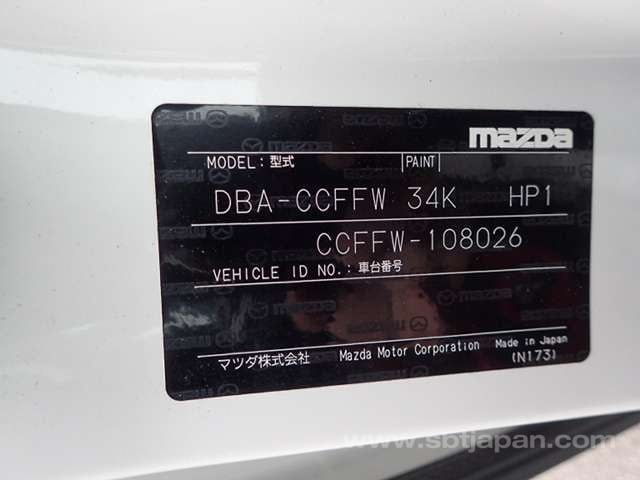 mazda
MODEL: 型式 |PAINT|
DBA-CCFFW 34K HP1
CCFFW-108026
VEHICLE ID NO.: 車台番号
マツダ株式会社 Mazda Motor Corporation Made in Japan
(N173)
www.sbtjapan.com